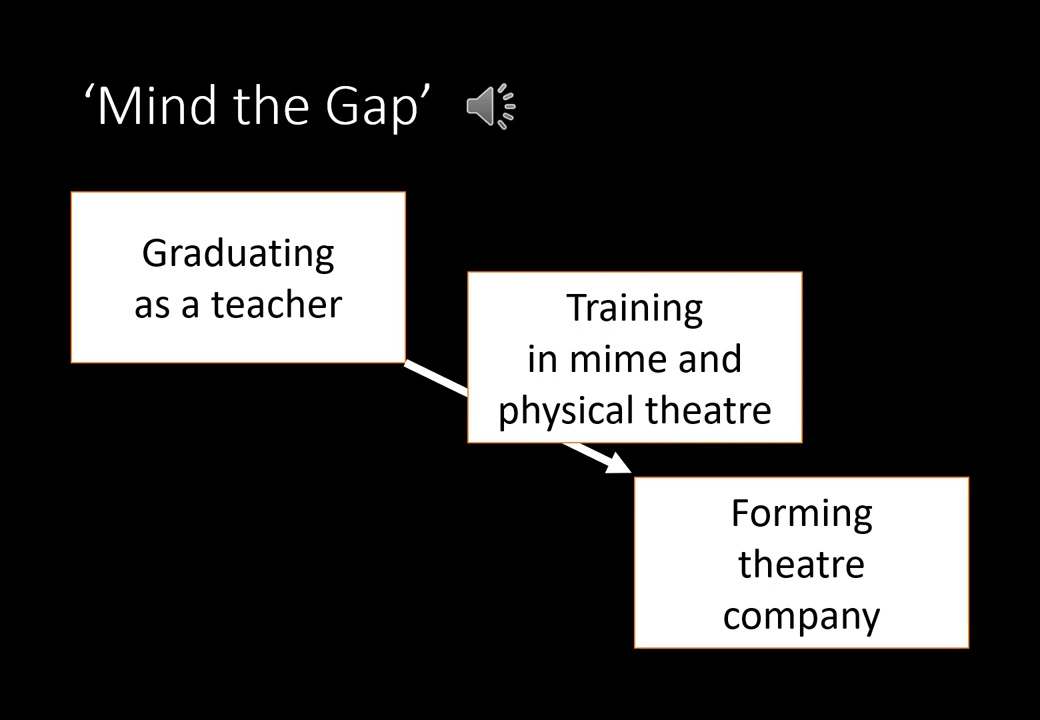 ‘Mind the Gap’
Graduating
as a teacher
Training
in mime and
physical theatre
Forming
theatre
company